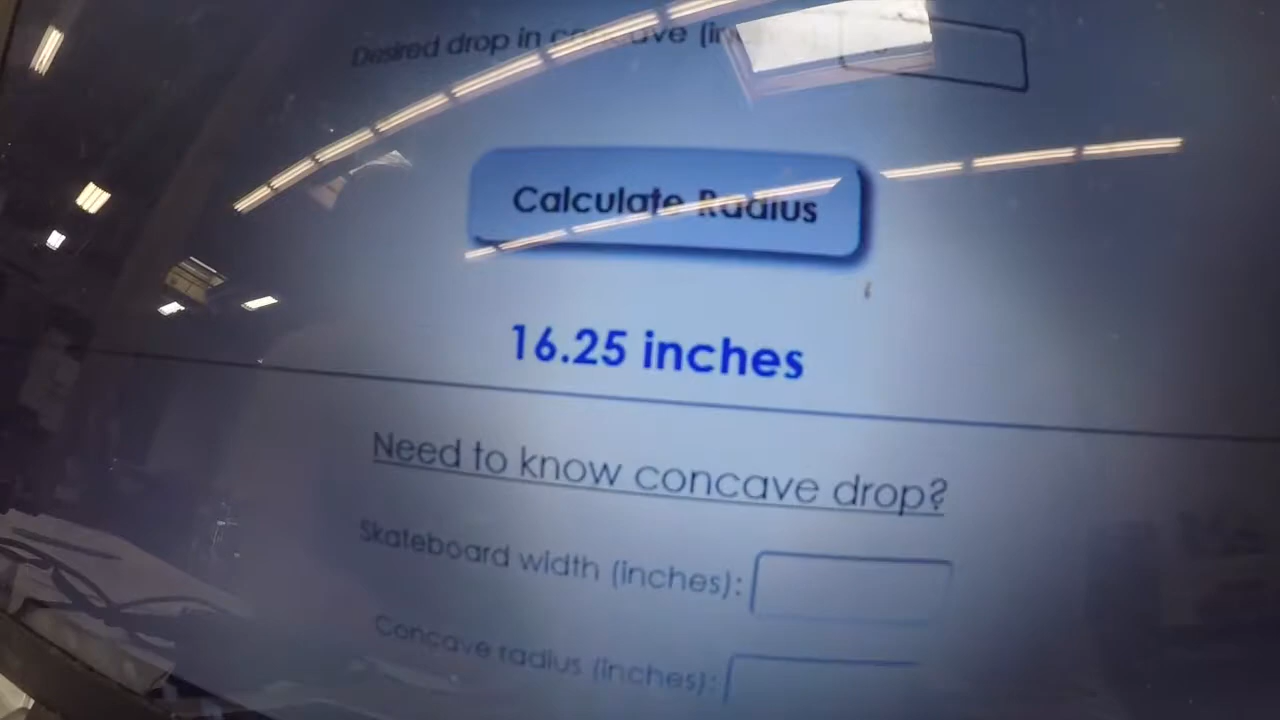 Desired drop in concave
Calculate Radius
16.25 inches
Need to know concave drop?
Skateboard width (inches):
Concave radius (inches):